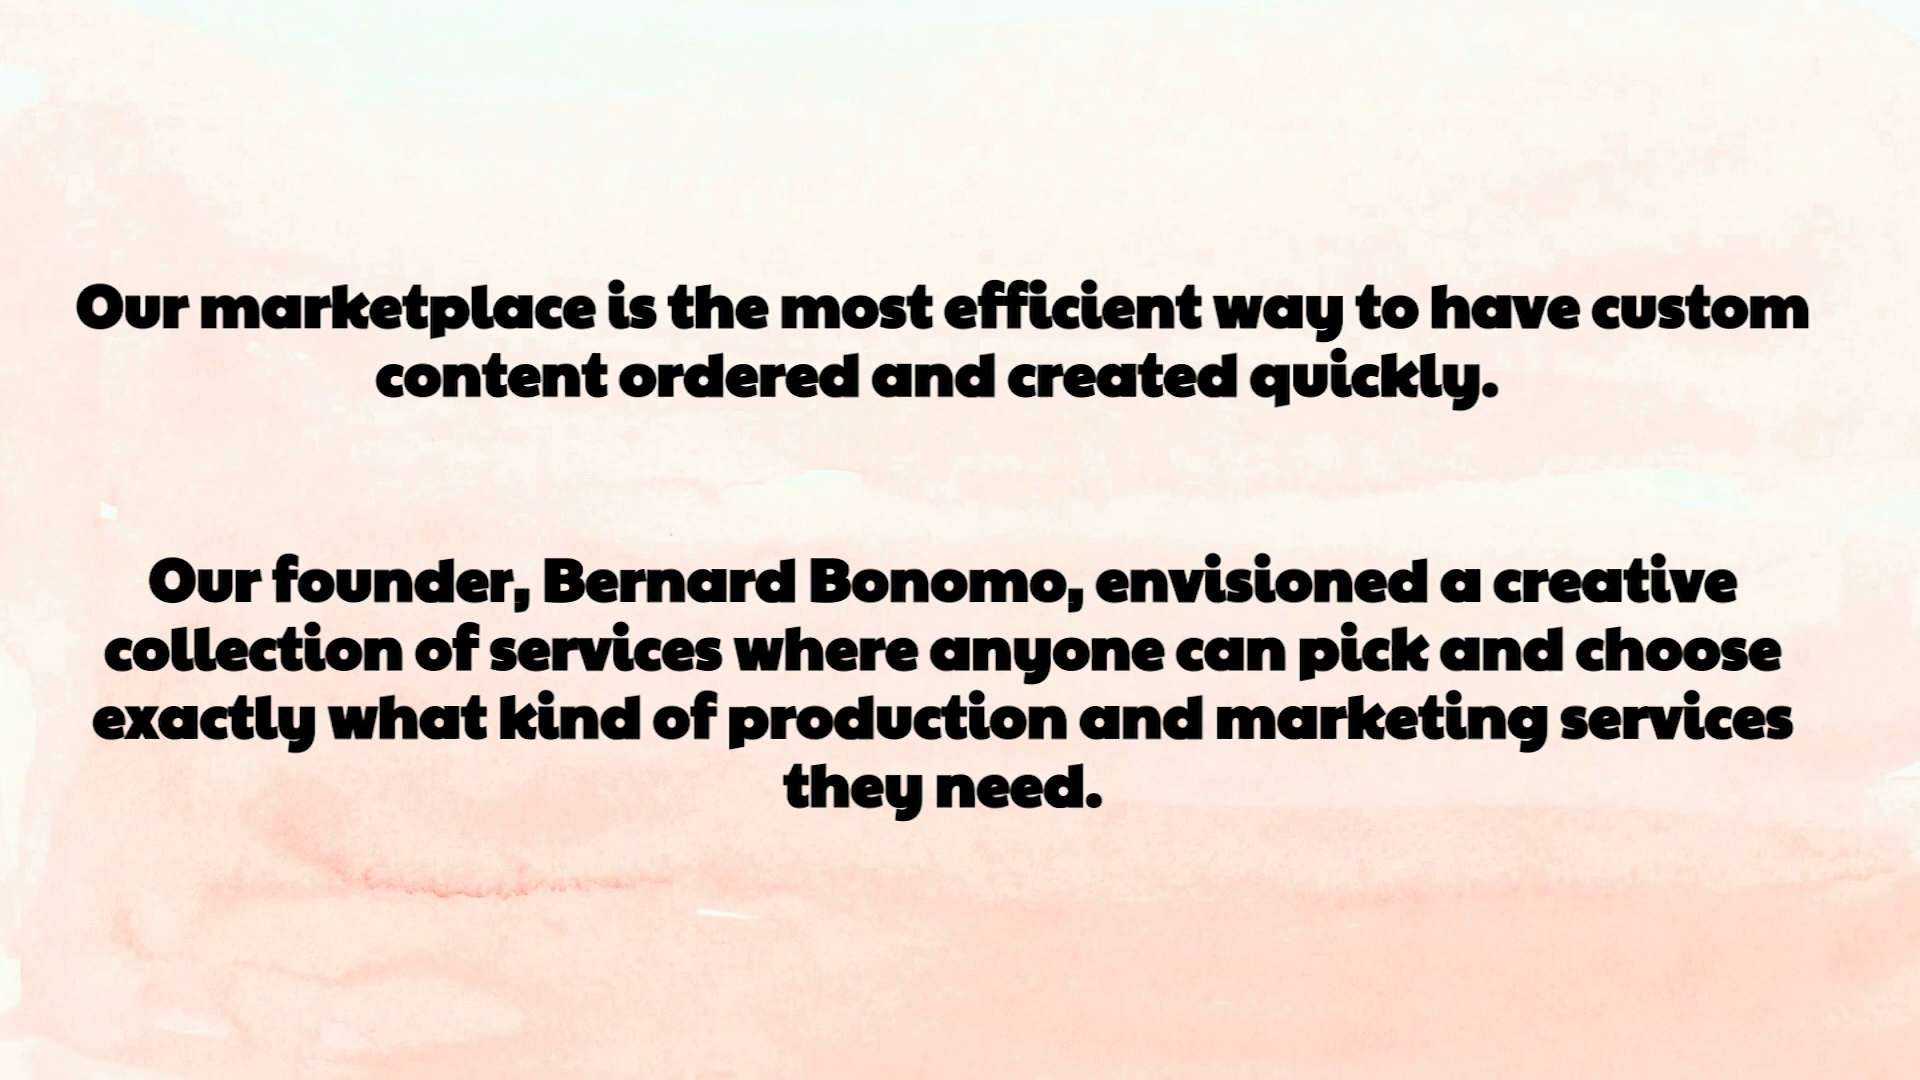 Our marketplace is the most efficient way to have custom
content ordered and created quickly.
Our founder, Bernard Bonomo, envisioned a creative
collection of services where anyone can pick and choose
exactly what kind of production and marketing services
they need.